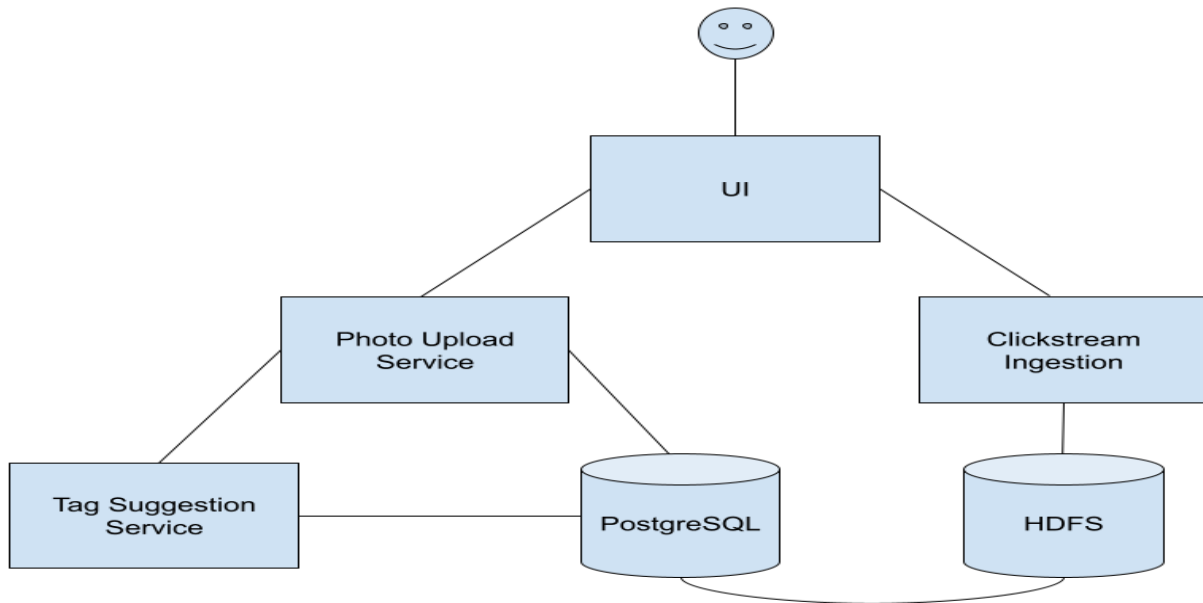 UI
Photo Upload
Service
Clickstream
Ingestion
Tag Suggestion
Service
PostgreSQL
HDFS